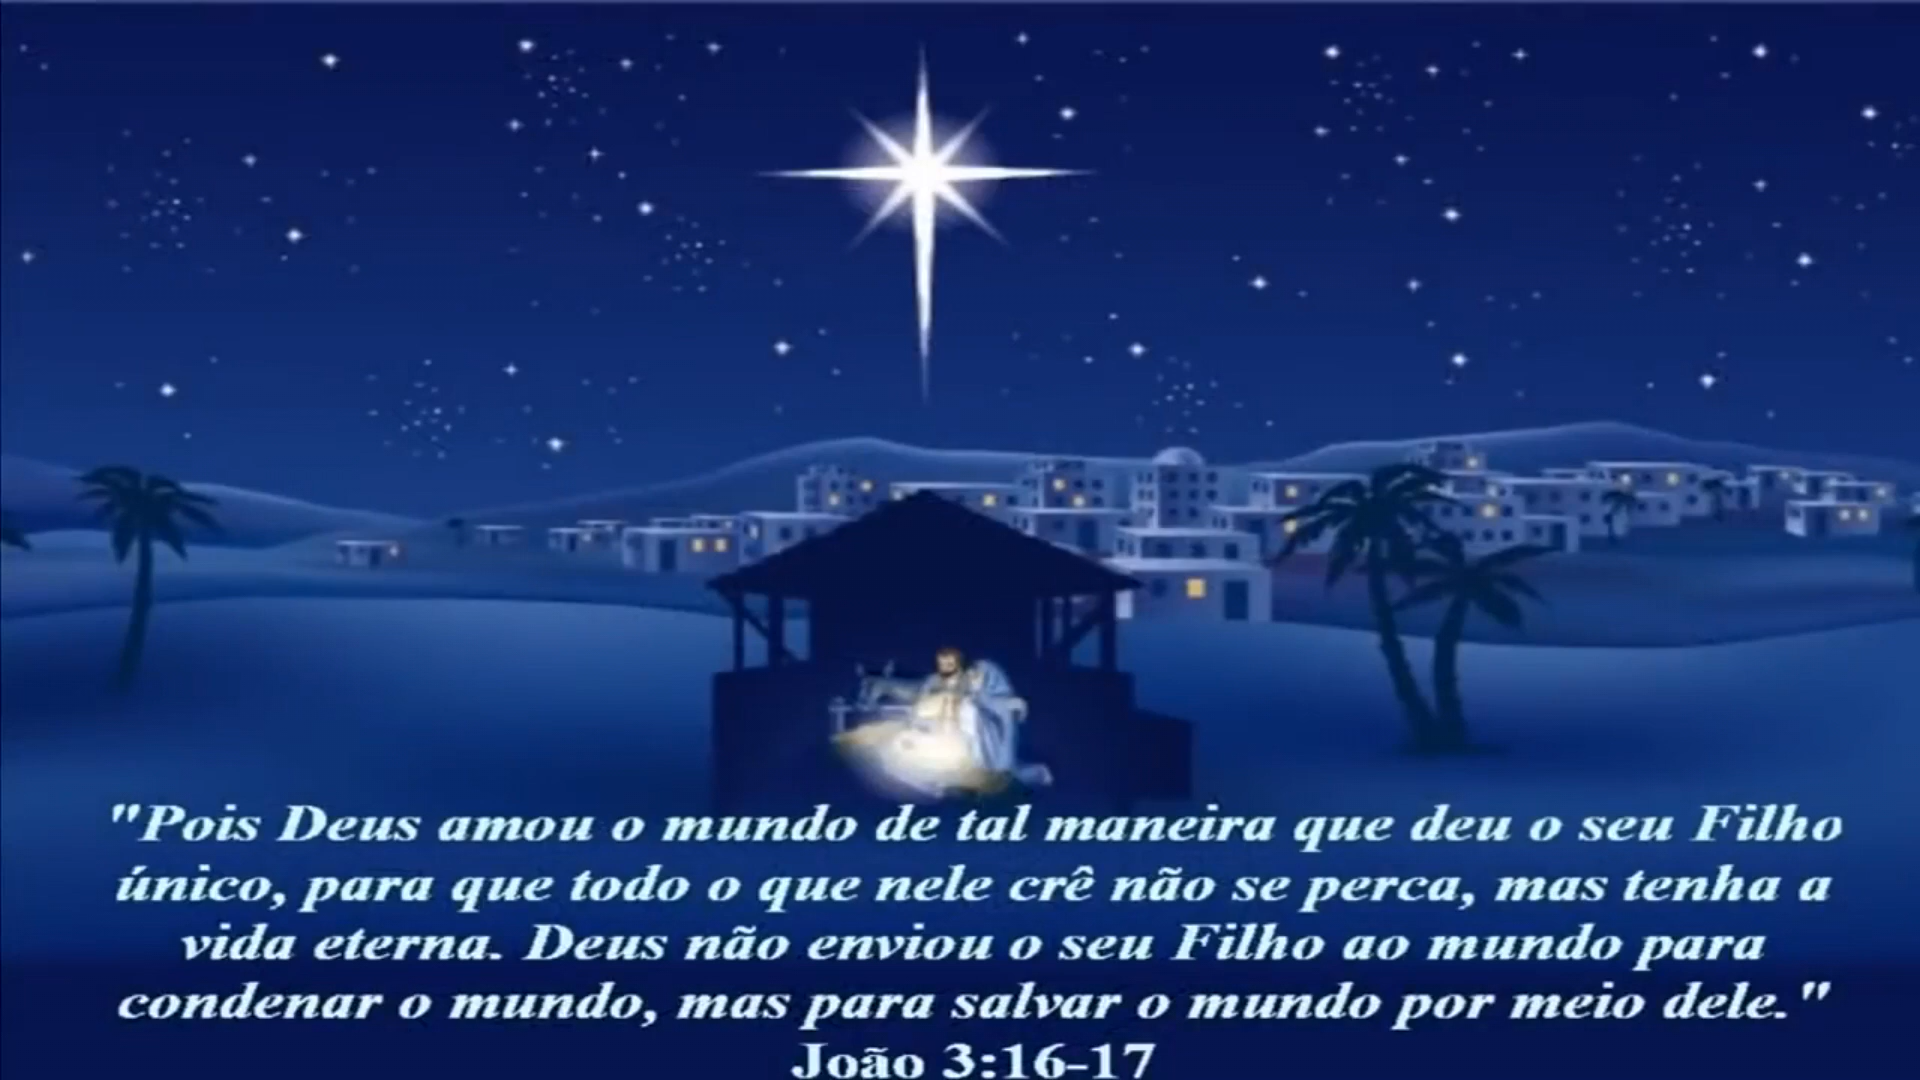 "Pois Deus amou o mundo de tal maneira que deu o seu Filho
único, para que todo o que nele crê não se perca, mas tenha a
vida eterna. Deus não enviou o seu Filho ao mundo para
condenar o mundo, mas para salvar o mundo por meio dele."
João 3:16-17